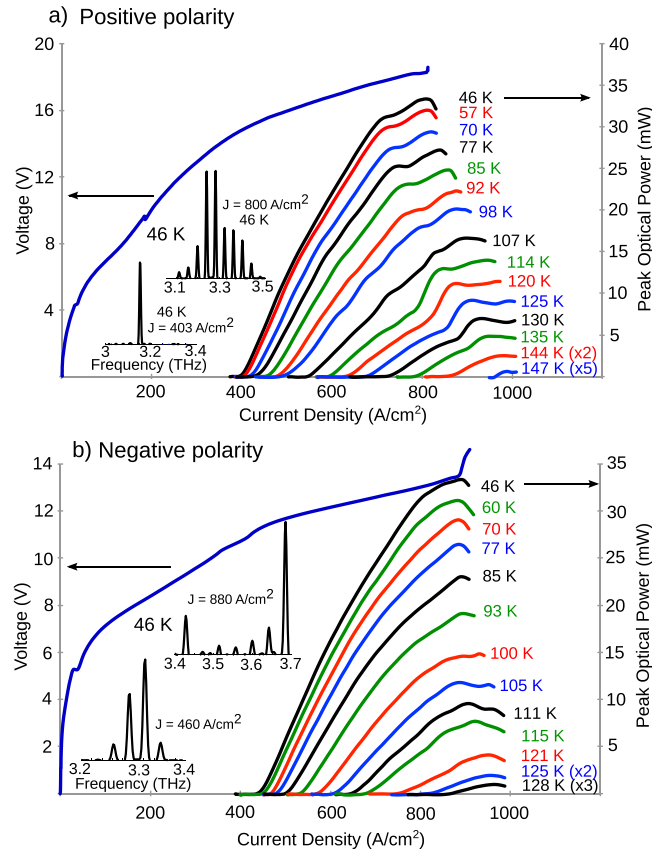 a) Positive polarity
20
16
12
8
4
Voltage (V)
40
35
30
25
20
15
10
5
Peak Optical Power (mW)
46 K
57 K
70 K
77 K
85 K
92 K
98 K
107 K
114 K
120 K
125 K
130 K
135 K
144 K (x2)
147 K (x5)
J = 800 A/cm2
46 K
46 K
3.1
3.3
3.5
46 K
J = 403 A/cm2
3
3.2
3.4
Frequency (THz)
200
400
600
800
1000
Current Density (A/cm2)
b) Negative polarity
14
12
10
8
6
4
2
Voltage (V)
35
30
25
20
15
10
5
Peak Optical Power (mW)
46 K
60 K
70 K
77 K
85 K
93 K
100 K
105 K
111 K
115 K
121 K
125 K (x2)
128 K (x3)
J = 880 A/cm2
46 K
3.4
3.5
3.6
3.7
J = 460 A/cm2
3.2
3.3
3.4
Frequency (THz)
200
400
600
800
1000
Current Density (A/cm2)